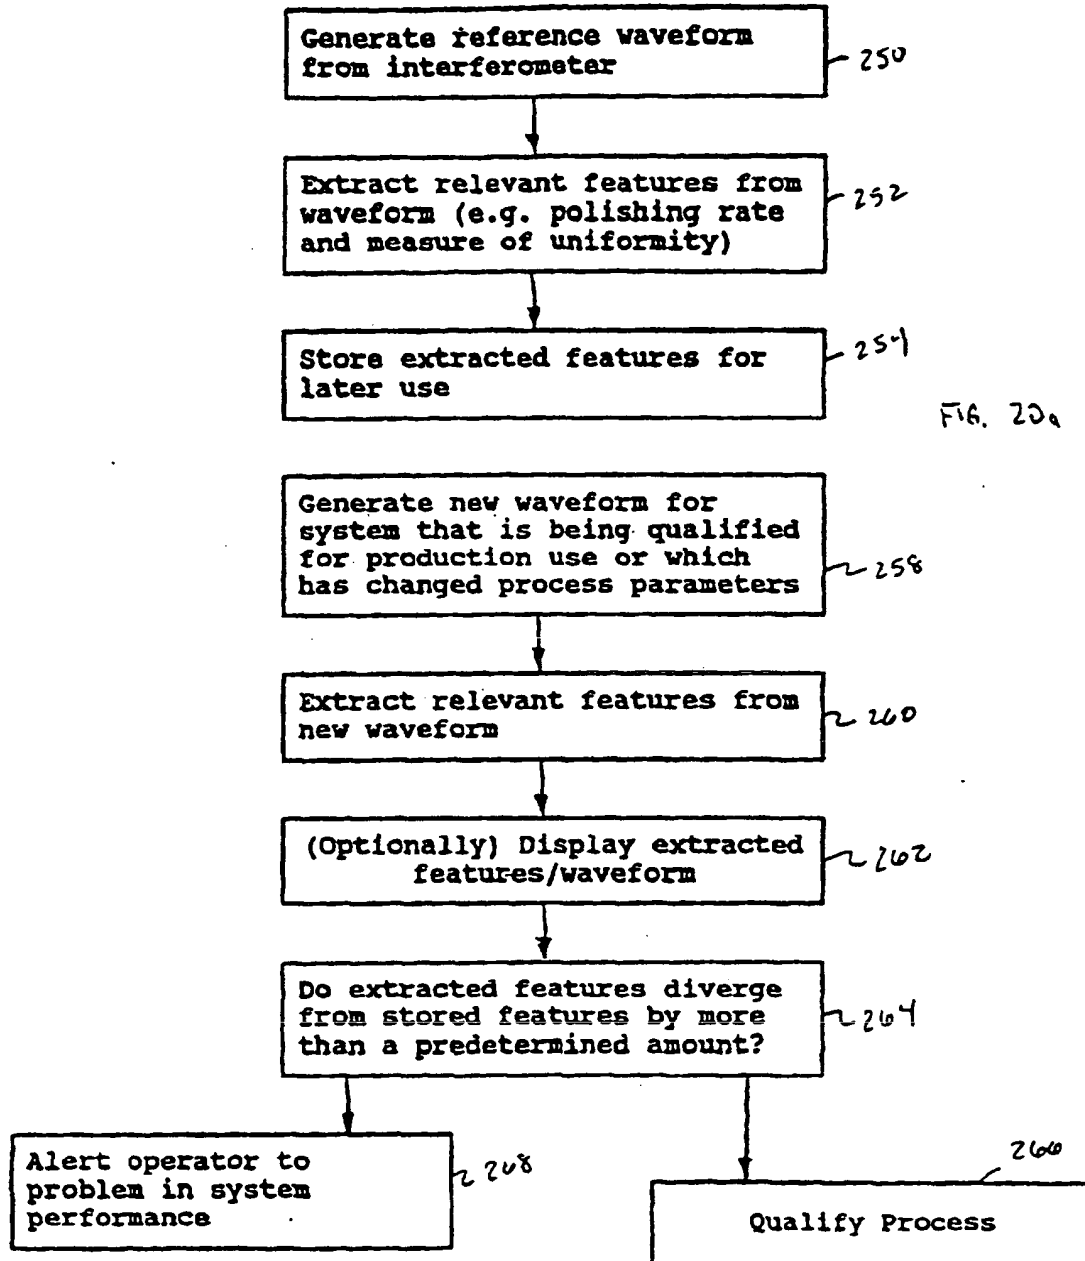 Generate reference waveform
from interferometer
250
Extract relevant features from
waveform (e.g. polishing rate
and measure of uniformity)
252
Store extracted features for
later use
254
FIG. 20a
Generate new waveform for
system that is being qualified
for production use or which
has changed process parameters
258
Extract relevant features from
new waveform
260
(Optionally) Display extracted
features/waveform
262
Do extracted features diverge
from stored features by more
than a predetermined amount?
264
Alert operator to
problem in system
performance
268
266
Qualify Process